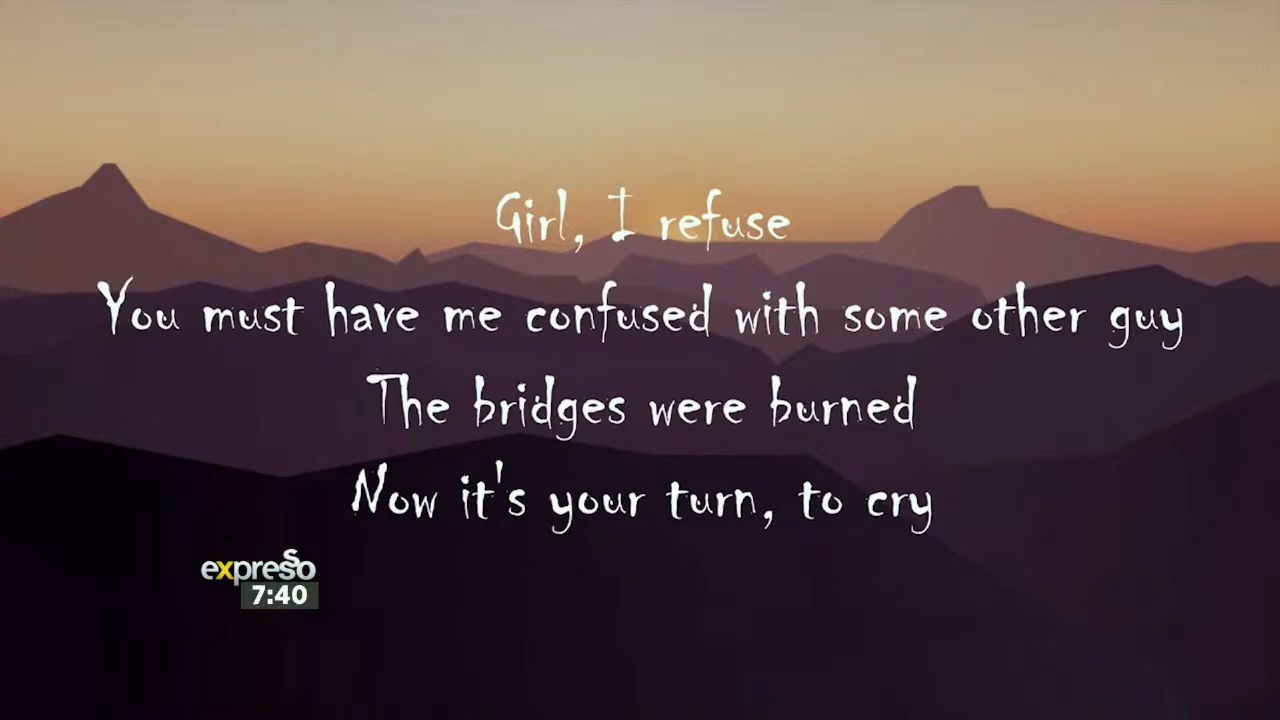 Girl, I refuse
You must have me confused with some other guy
The bridges were burned
Now it's your turn, to cry
expresso
7:40